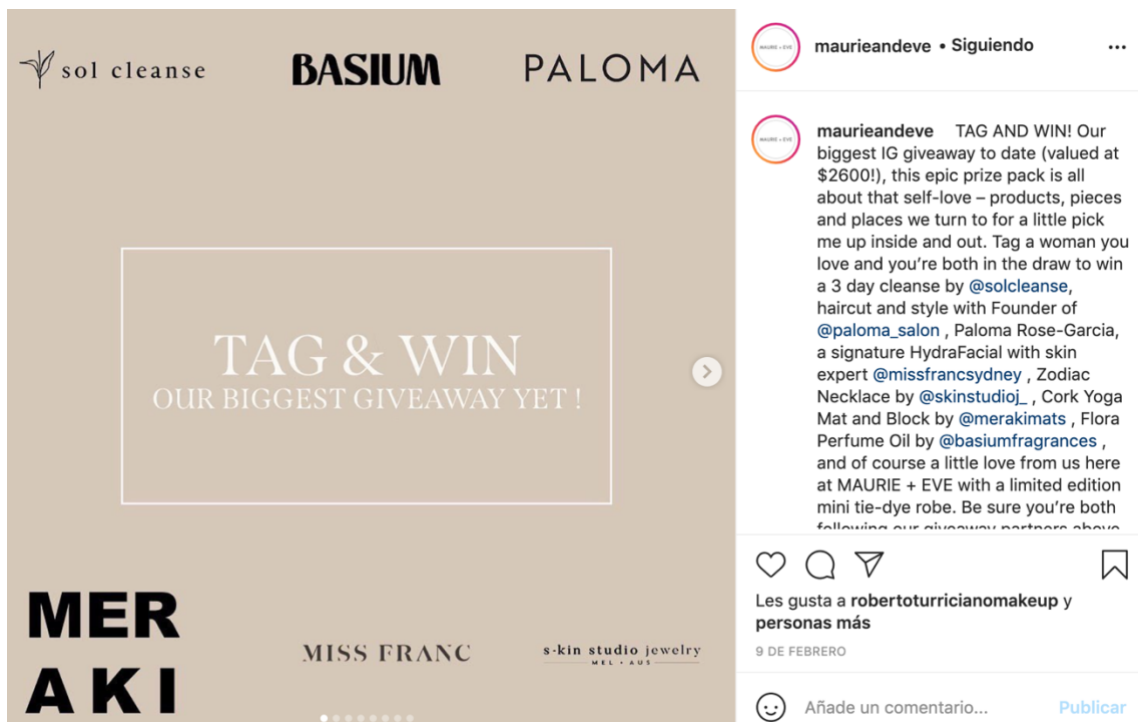 sol cleanse
BASIUM
PALOMA
TAG & WIN
OUR BIGGEST GIVEAWAY YET !
MER
AKI
MISS FRANC
s-kin studio jewelry
MEL • AUS
MAURIE + EVE
maurieandeve • Siguiendo
MAURIE + EVE
maurieandeve TAG AND WIN! Our
biggest IG giveaway to date (valued at
$2600!), this epic prize pack is all
about that self-love – products, pieces
and places we turn to for a little pick
me up inside and out. Tag a woman you
love and you’re both in the draw to win
a 3 day cleanse by @solcleanse,
haircut and style with Founder of
@paloma_salon , Paloma Rose-Garcia,
a signature HydraFacial with skin
expert @missfrancsydney , Zodiac
Necklace by @skinstudioj_ , Cork Yoga
Mat and Block by @merakimats , Flora
Perfume Oil by @basiumfragrances ,
and of course a little love from us here
at MAURIE + EVE with a limited edition
mini tie-dye robe. Be sure you’re both
following our giveaway partners above
Les gusta a robertoturricianomakeup y
personas más
9 DE FEBRERO
Añade un comentario...
Publicar